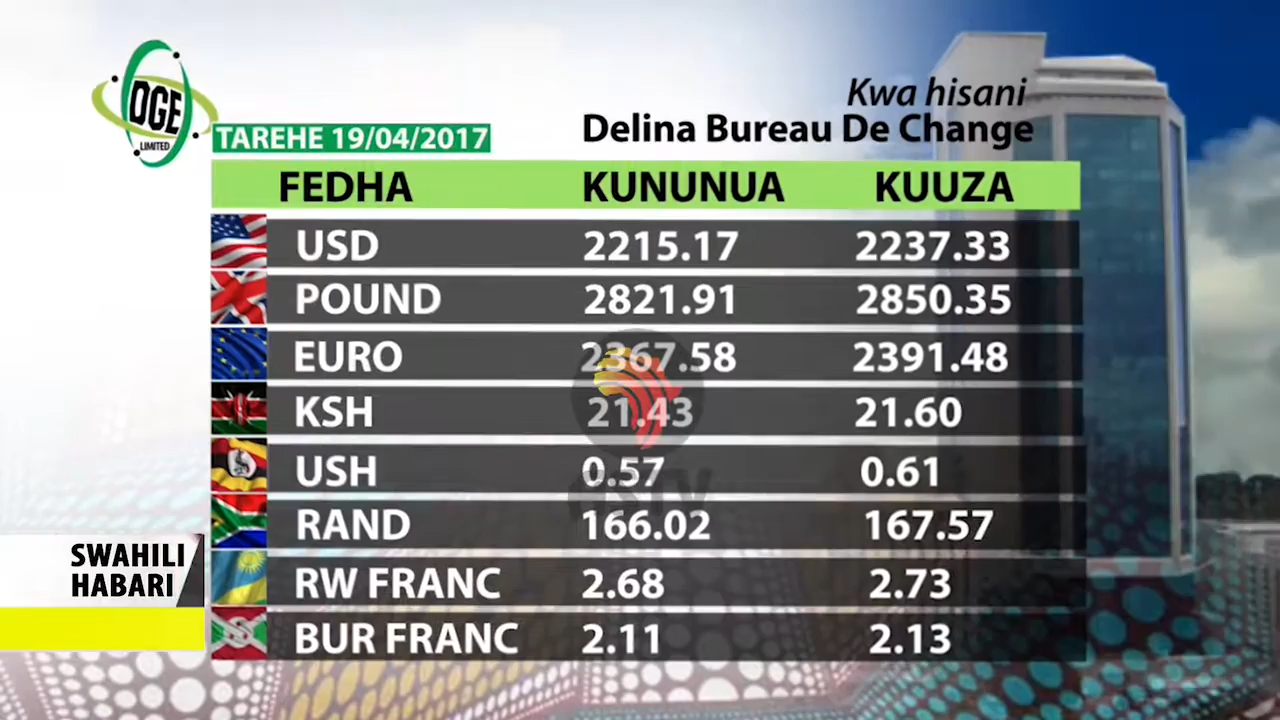 DGE
LIMITED
TAREHE 19/04/2017
Kwa hisani
Delina Bureau De Change
FEDHA KUNUNUA KUUZA
USD 2215.17 2237.33
POUND 2821.91 2850.35
EURO 2367.58 2391.48
KSH 21.43 21.60
USH 0.57 0.61
RAND 166.02 167.57
RW FRANC 2.68 2.73
BUR FRANC 2.11 2.13
SWAHILI
HABARI